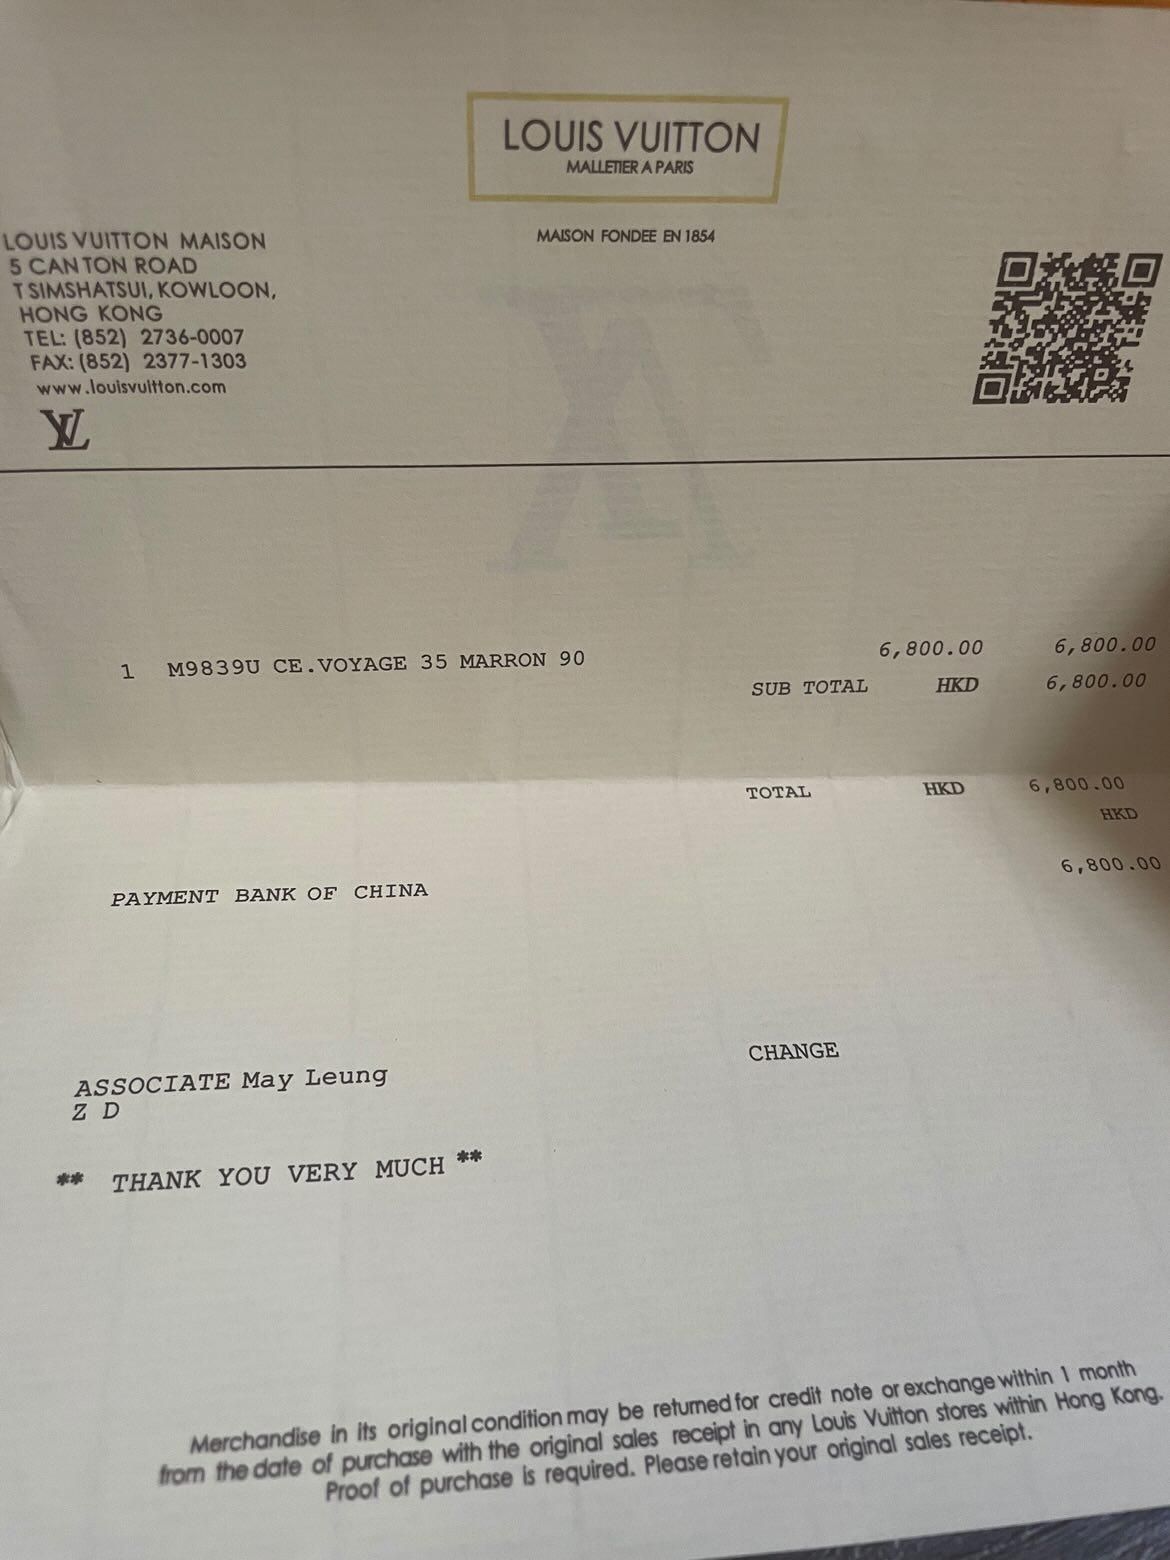 LOUIS VUITTON
MALLETIER A PARIS
MAISON FONDEE EN 1854
LOUIS VUITTON MAISON
5 CANTON ROAD
TSIMSHATSUI, KOWLOON,
HONG KONG
TEL: (852) 2736-0007
FAX: (852) 2377-1303
www.louisvuitton.com
LV
1 M9839U CE.VOYAGE 35 MARRON 90 6,800.00 6,800.00
SUB TOTAL HKD 6,800.00
TOTAL HKD 6,800.00
HKD
PAYMENT BANK OF CHINA 6,800.00
CHANGE
ASSOCIATE May Leung
Z D
** THANK YOU VERY MUCH **
Merchandise in its original condition may be returned for credit note or exchange within 1 month
from the date of purchase with the original sales receipt in any Louis Vuitton stores within Hong Kong.
Proof of purchase is required. Please retain your original sales receipt.